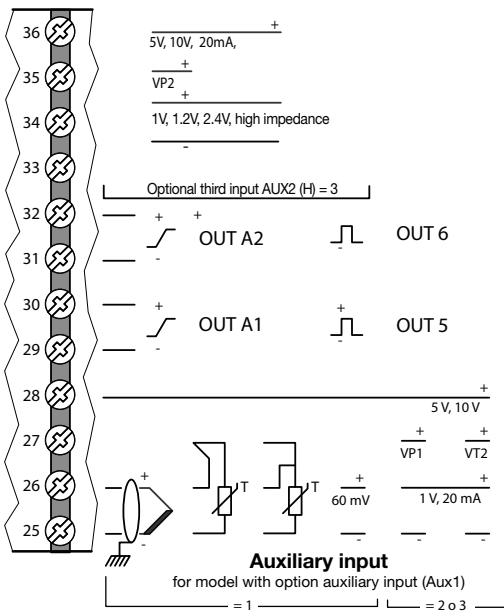 36
+
5V, 10V, 20mA,
35
+
VP2
+
34
1V, 1.2V, 2.4V, high impedance
-
33
Optional third input AUX2 (H) = 3
32
+ +
OUT A2
OUT 6
31
- -
30
+ +
OUT A1
OUT 5
29
- -
28
+
5 V, 10 V
27
+ +
VP1 VT2
26
+ T T + +
60 mV 1 V, 20 mA
25
- - - -
Auxiliary input
for model with option auxiliary input (Aux1)
= 1 = 2 o 3